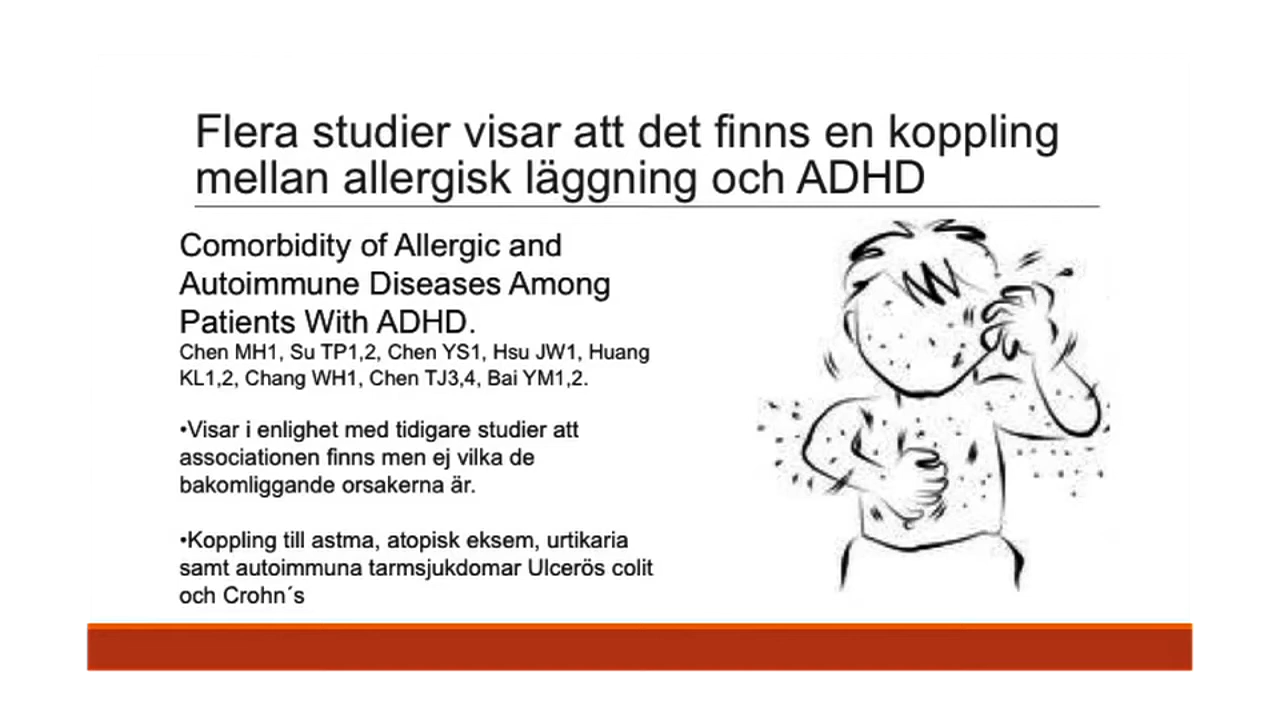 Flera studier visar att det finns en koppling
mellan allergisk läggning och ADHD
Comorbidity of Allergic and
Autoimmune Diseases Among
Patients With ADHD.
Chen MH1, Su TP1,2, Chen YS1, Hsu JW1, Huang
KL1,2, Chang WH1, Chen TJ3,4, Bai YM1,2.
•Visar i enlighet med tidigare studier att
associationen finns men ej vilka de
bakomliggande orsakerna är.
•Koppling till astma, atopisk eksem, urtikaria
samt autoimmuna tarmsjukdomar Ulcerös colit
och Crohn´s